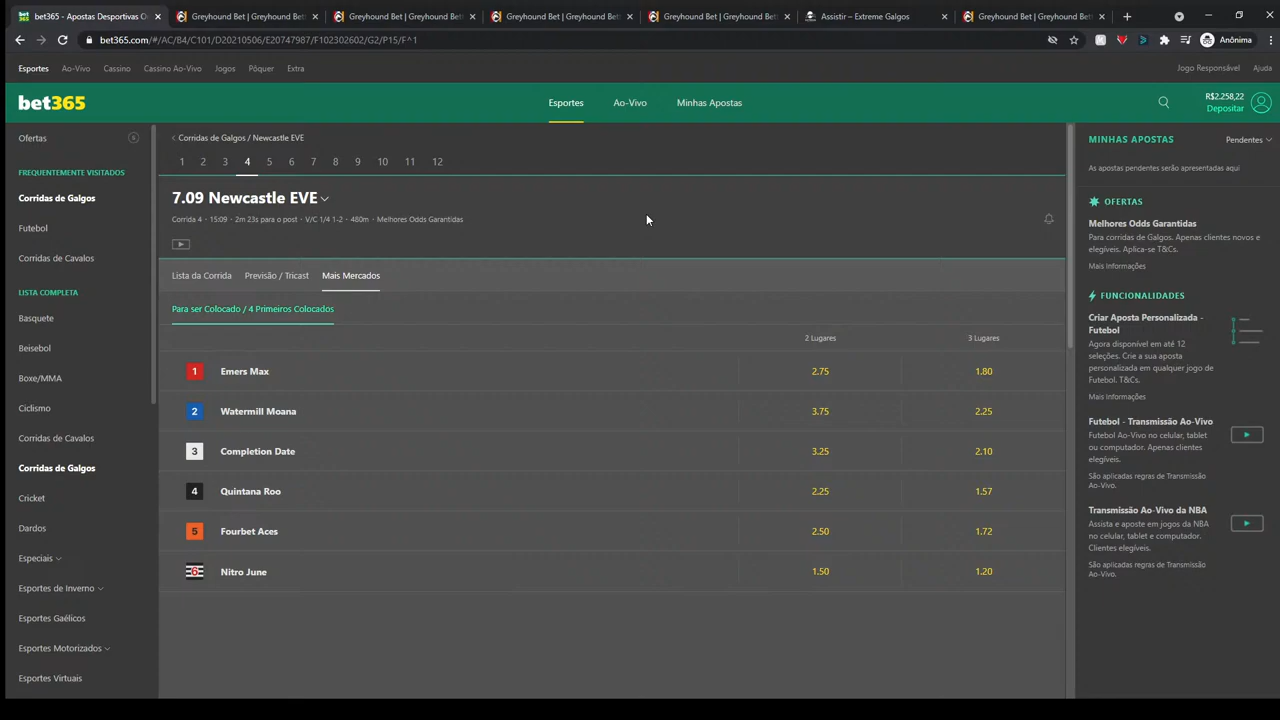 bet365 - Apostas Desportivas O
Greyhound Bet | Greyhound Bet
Greyhound Bet | Greyhound Bet
Greyhound Bet | Greyhound Bet
Greyhound Bet | Greyhound Bet
Assistir – Extreme Galgos
Greyhound Bet | Greyhound Bet
bet365.com/#/AC/B4/C101/D20210506/E20747987/F102302602/G2/P15/F^1
Anônima
Esportes Ao-Vivo Cassino Cassino Ao-Vivo Jogos Pôquer Extra
Jogo Responsável Ajuda
bet365
Esportes Ao-Vivo Minhas Apostas
R$2.258,22
Depositar
Ofertas
FREQUENTEMENTE VISITADOS
Corridas de Galgos
Futebol
Corridas de Cavalos
LISTA COMPLETA
Basquete
Beisebol
Boxe/MMA
Ciclismo
Corridas de Cavalos
Corridas de Galgos
Cricket
Dardos
Especiais
Esportes de Inverno
Esportes Gaélicos
Esportes Motorizados
Esportes Virtuais
Corridas de Galgos / Newcastle EVE
1 2 3 4 5 6 7 8 9 10 11 12
7.09 Newcastle EVE
Corrida 4 · 15:09 · 2m 23s para o post · V/C 1/4 1-2 · 480m · Melhores Odds Garantidas
Lista da Corrida Previsão / Tricast Mais Mercados
Para ser Colocado / 4 Primeiros Colocados
2 Lugares 3 Lugares
1 Emers Max 2.75 1.80
2 Watermill Moana 3.75 2.25
3 Completion Date 3.25 2.10
4 Quintana Roo 2.25 1.57
5 Fourbet Aces 2.50 1.72
6 Nitro June 1.50 1.20
MINHAS APOSTAS Pendentes
As apostas pendentes serão apresentadas aqui
OFERTAS
Melhores Odds Garantidas
Para corridas de Galgos. Apenas clientes novos e
elegíveis. Aplica-se T&Cs.
Mais Informações
FUNCIONALIDADES
Criar Aposta Personalizada -
Futebol
Agora disponível em até 12
seleções. Crie a sua aposta
personalizada em qualquer jogo de
Futebol. T&Cs.
Mais Informações
Futebol - Transmissão Ao-Vivo
Futebol Ao-Vivo no celular, tablet
ou computador. Apenas clientes
elegíveis.
São aplicadas regras de Transmissão
Ao-Vivo.
Transmissão Ao-Vivo da NBA
Assista e aposte em jogos da NBA
no celular, tablet e computador.
Clientes elegíveis.
São aplicadas regras de Transmissão
Ao-Vivo.